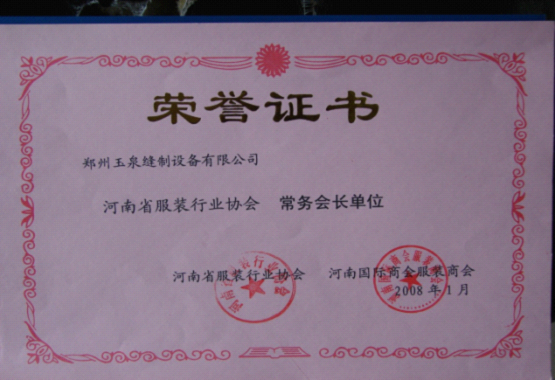 荣誉证书
郑州玉泉缝制设备有限公司
河南省服装行业协会 常务会长单位
河南省服装行业协会 河南国际商会服装商会
2008年1月